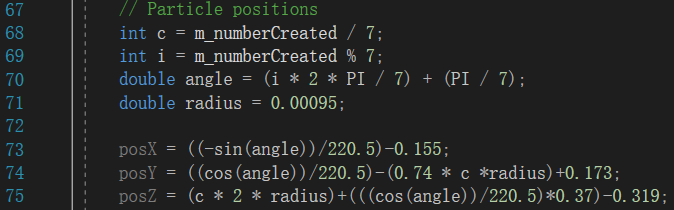 67 // Particle positions
68 int c = m_numberCreated / 7;
69 int i = m_numberCreated % 7;
70 double angle = (i * 2 * PI / 7) + (PI / 7);
71 double radius = 0.00095;
72
73 posX = ((-sin(angle))/220.5)-0.155;
74 posY = ((cos(angle))/220.5)-(0.74 * c *radius)+0.173;
75 posZ = (c * 2 * radius)+(((cos(angle))/220.5)*0.37)-0.319;